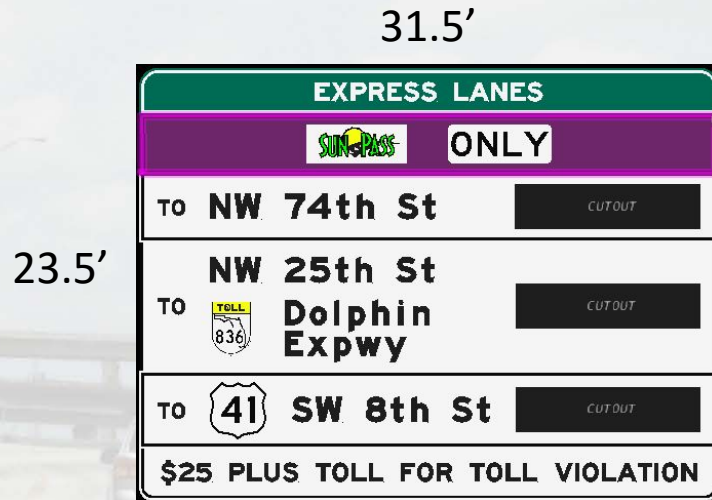 31.5’
EXPRESS LANES
SUNPASS ONLY
23.5’
TO NW 74th St CUTOUT
NW 25th St
TO TOLL 836 Dolphin Expwy CUTOUT
TO 41 SW 8th St CUTOUT
$25 PLUS TOLL FOR TOLL VIOLATION